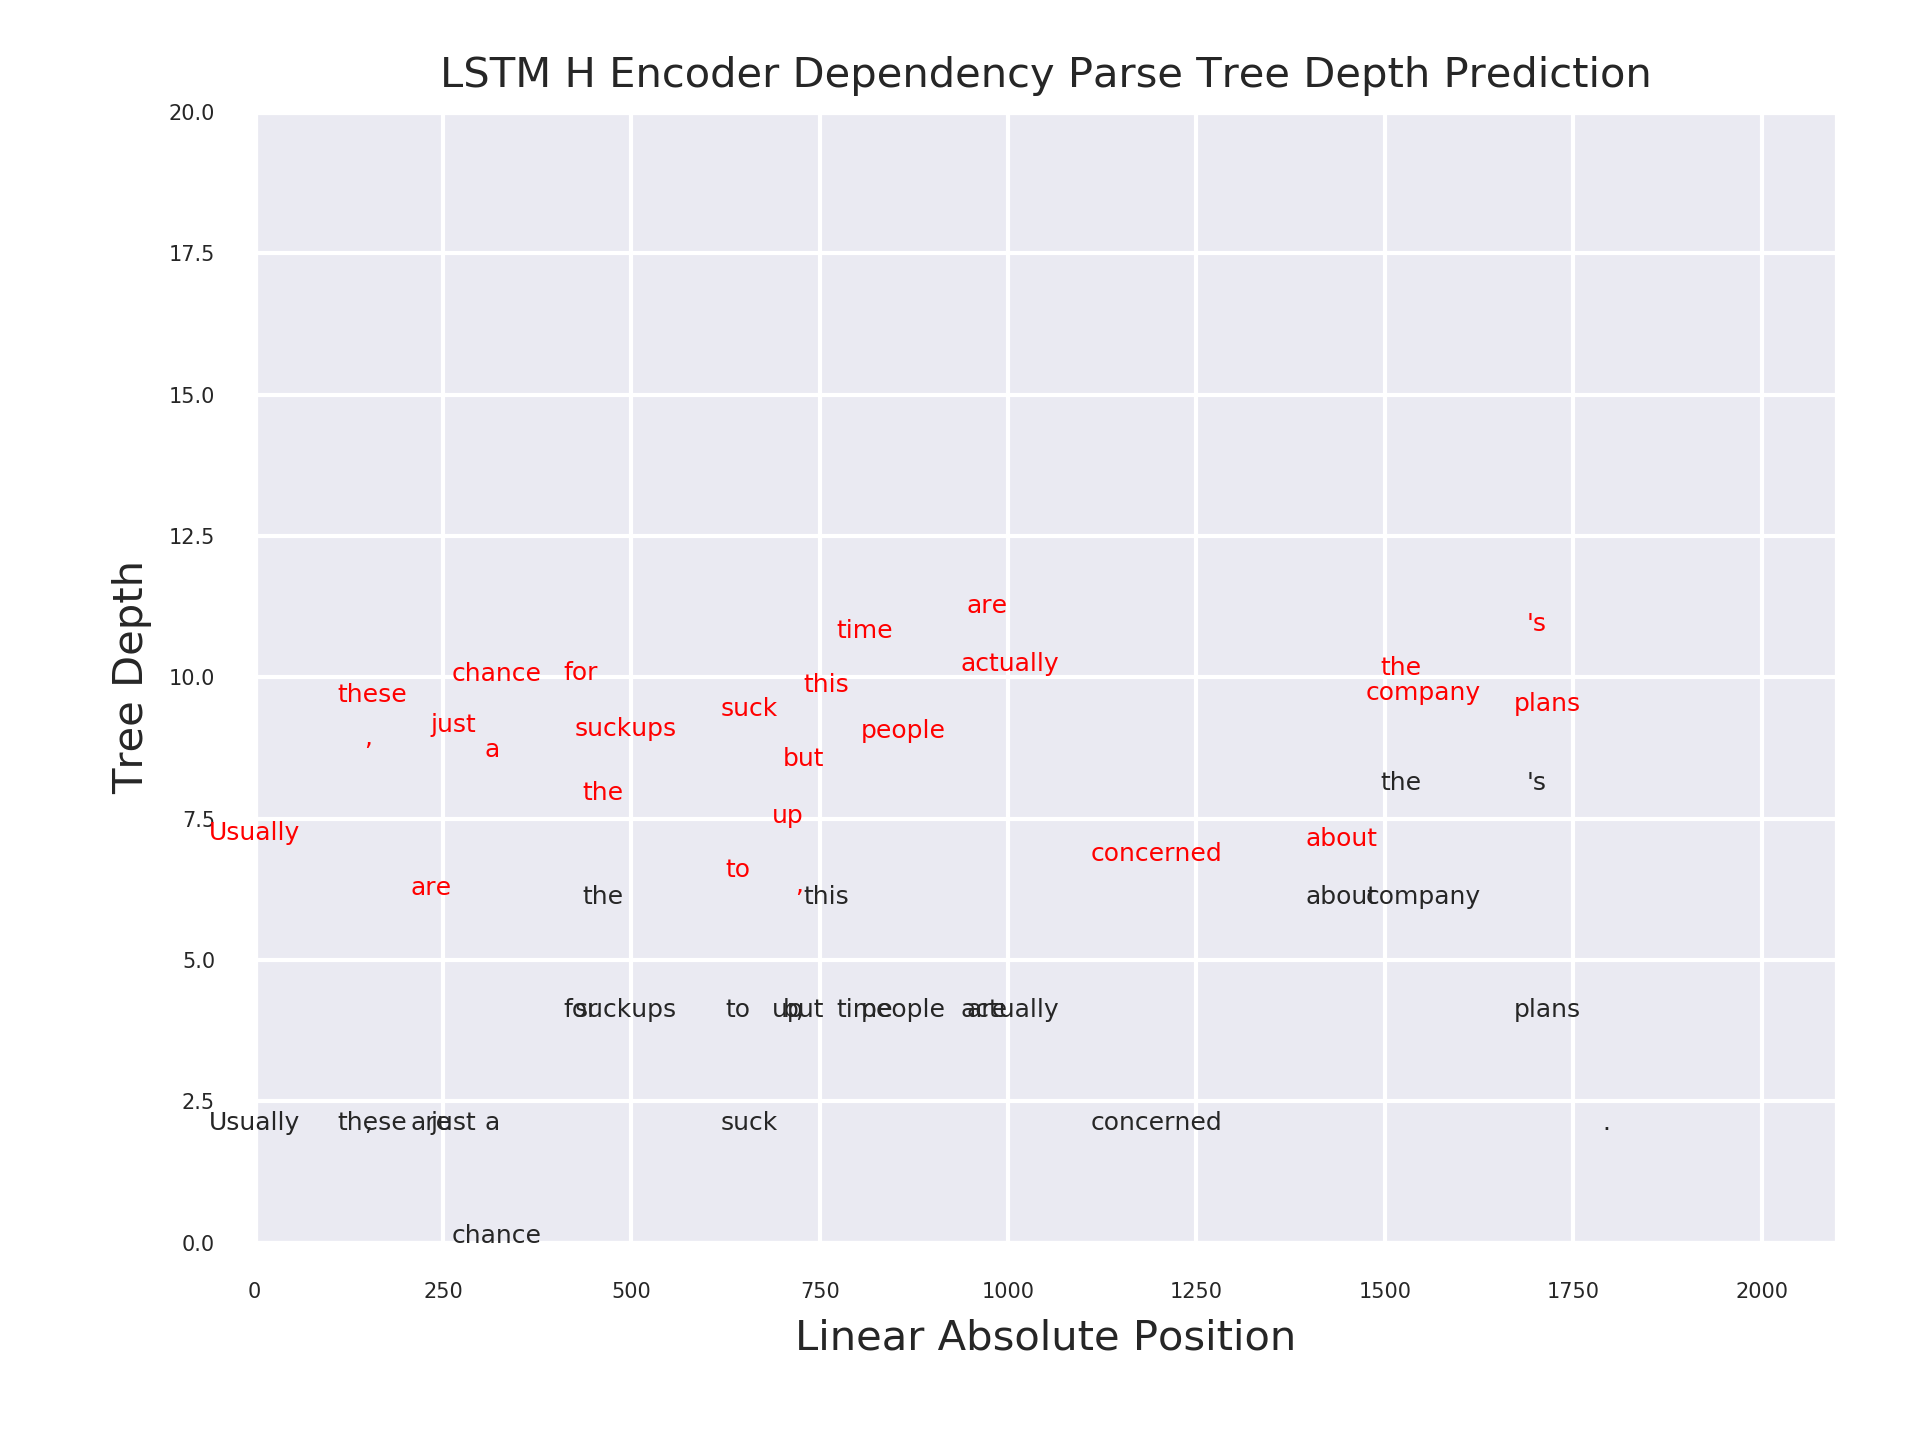 LSTM H Encoder Dependency Parse Tree Depth Prediction
20.0
17.5
15.0
12.5
are
time
's
actually
the
chance for
10.0
these
this
company
suck
plans
just
suckups
people
,
a
but
the
the
's
up
7.5
Usually
about
concerned
to
are
,
the
this
about
company
5.0
for
suckups
to
up
,
but
time
people
are
actually
plans
2.5
Usually
,
these
are
just
a
suck
concerned
.
chance
0.0
0
250
500
750
1000
1250
1500
1750
2000
Linear Absolute Position
Tree Depth